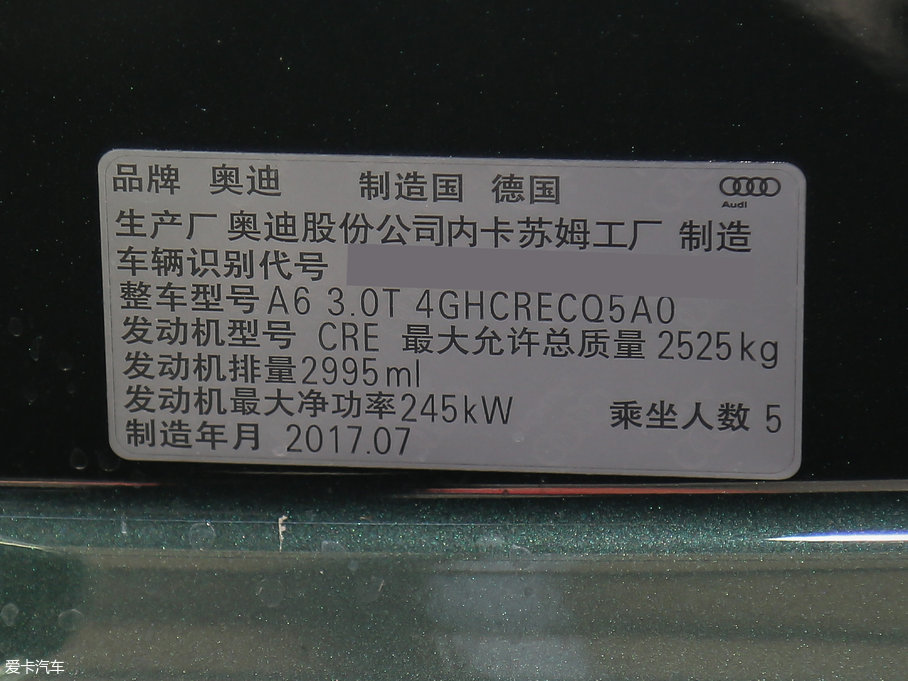 品牌 奥迪 制造国 德国
Audi
生产厂 奥迪股份公司内卡苏姆工厂 制造
车辆识别代号
整车型号 A6 3.0T 4GHCRECQ5A0
发动机型号 CRE 最大允许总质量 2525kg
发动机排量 2995ml
发动机最大净功率 245kW 乘坐人数 5
制造年月 2017.07
爱卡汽车